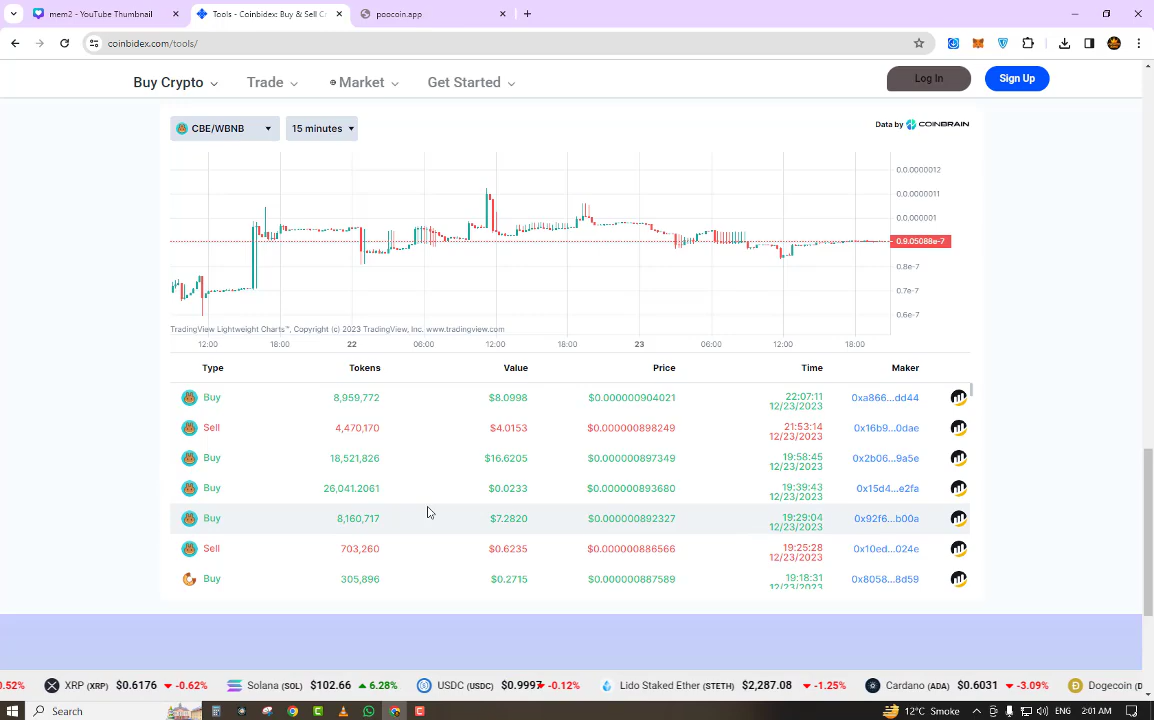 mem2 - YouTube Thumbnail
Tools - Coinbidex: Buy & Sell Cr
poocoin.app
coinbidex.com/tools/
Buy Crypto
Trade
Market
Get Started
Log In
Sign Up
CBE/WBNB
15 minutes
Data by COINBRAIN
0.0.0000012
0.0.0000011
0.0.000001
0.9.05088e-7
0.8e-7
0.7e-7
0.6e-7
TradingView Lightweight Charts™, Copyright (c) 2023 TradingView, Inc. www.tradingview.com
12:00 18:00 22 06:00 12:00 18:00 23 06:00 12:00 18:00
Type Tokens Value Price Time Maker
Buy 8,959,772 $8.0998 $0.000000904021 22:07:11 12/23/2023 0xa866...dd44
Sell 4,470,170 $4.0153 $0.000000898249 21:53:14 12/23/2023 0x16b9...0dae
Buy 18,521,826 $16.6205 $0.000000897349 19:58:45 12/23/2023 0x2b06...9a5e
Buy 26,041.2061 $0.0233 $0.000000893680 19:39:43 12/23/2023 0x15d4...e2fa
Buy 8,160,717 $7.2820 $0.000000892327 19:29:04 12/23/2023 0x92f6...b00a
Sell 703,260 $0.6235 $0.000000886566 19:25:28 12/23/2023 0x10ed...024e
Buy 305,896 $0.2715 $0.000000887589 19:18:31 12/23/2023 0x8058...8d59
0.52% XRP (XRP) $0.6176 -0.62% Solana (SOL) $102.66 6.28% USDC (USDC) $0.9997 -0.12% Lido Staked Ether (STETH) $2,287.08 -1.25% Cardano (ADA) $0.6031 -3.09% Dogecoin (D
Search
12°C Smoke
ENG
2:01 AM